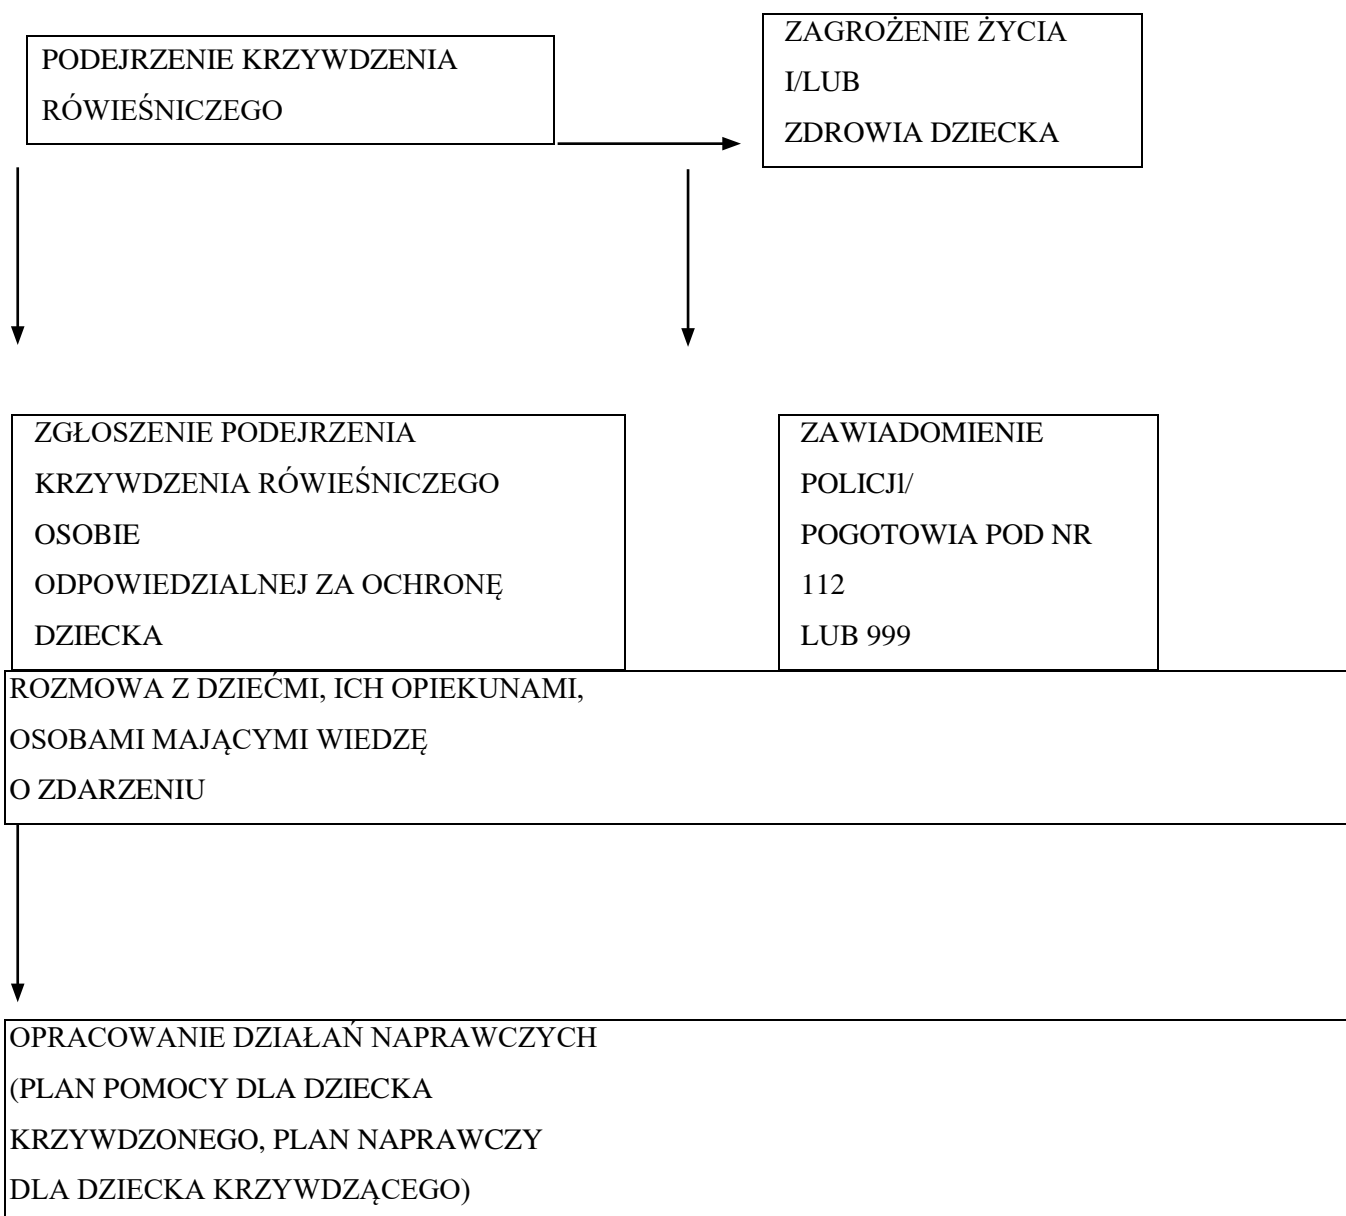 PODEJRZENIE KRZYWDZENIA
RÓWIEŚNICZEGO
ZAGROŻENIE ŻYCIA
I/LUB
ZDROWIA DZIECKA
ZGŁOSZENIE PODEJRZENIA
KRZYWDZENIA RÓWIEŚNICZEGO
OSOBIE
ODPOWIEDZIALNEJ ZA OCHRONĘ
DZIECKA
ZAWIADOMIENIE
POLICJl/
POGOTOWIA POD NR
112
LUB 999
ROZMOWA Z DZIEĆMI, ICH OPIEKUNAMI,
OSOBAMI MAJĄCYMI WIEDZĘ
O ZDARZENIU
OPRACOWANIE DZIAŁAŃ NAPRAWCZYCH
(PLAN POMOCY DLA DZIECKA
KRZYWDZONEGO, PLAN NAPRAWCZY
DLA DZIECKA KRZYWDZĄCEGO)